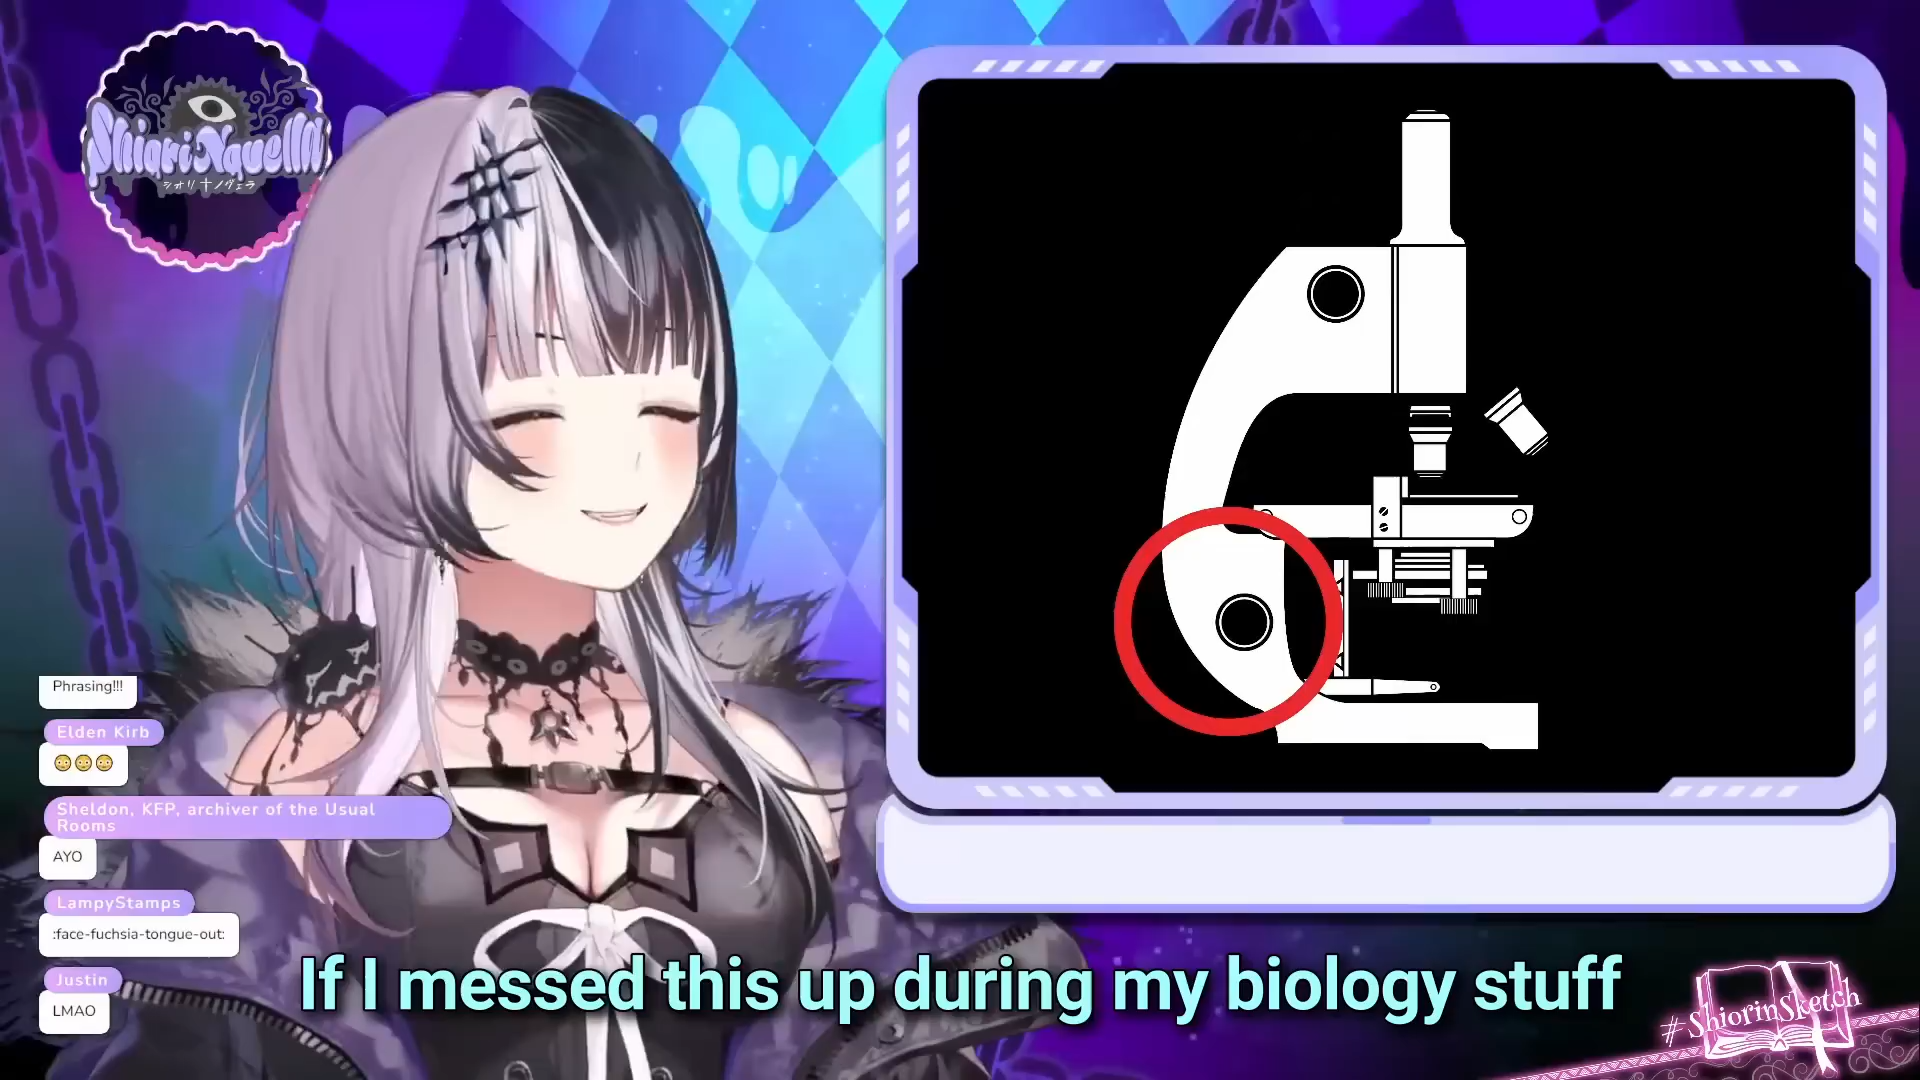 Shiori Novella
シオリ十ノヴェラ
Phrasing!!!
Elden Kirb
😳😳😳
Sheldon, KFP, archiver of the Usual
Rooms
AYO
LampyStamps
:face-fuchsia-tongue-out:
Justin
LMAO
If I messed this up during my biology stuff
#ShiorinSketch